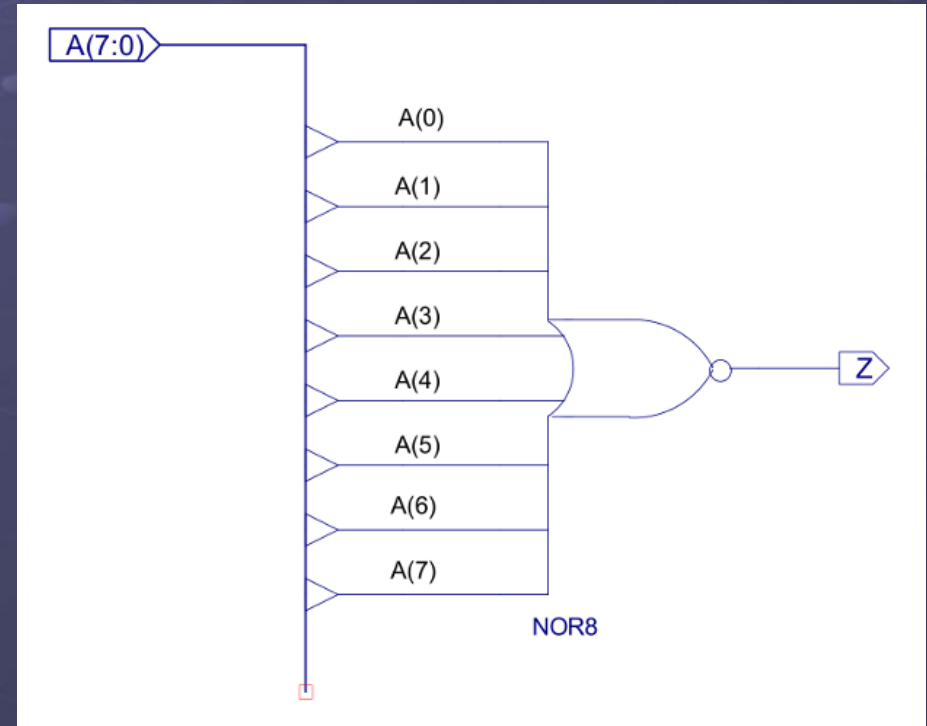 A(7:0)
A(0)
A(1)
A(2)
A(3)
Z
A(4)
A(5)
A(6)
A(7)
NOR8